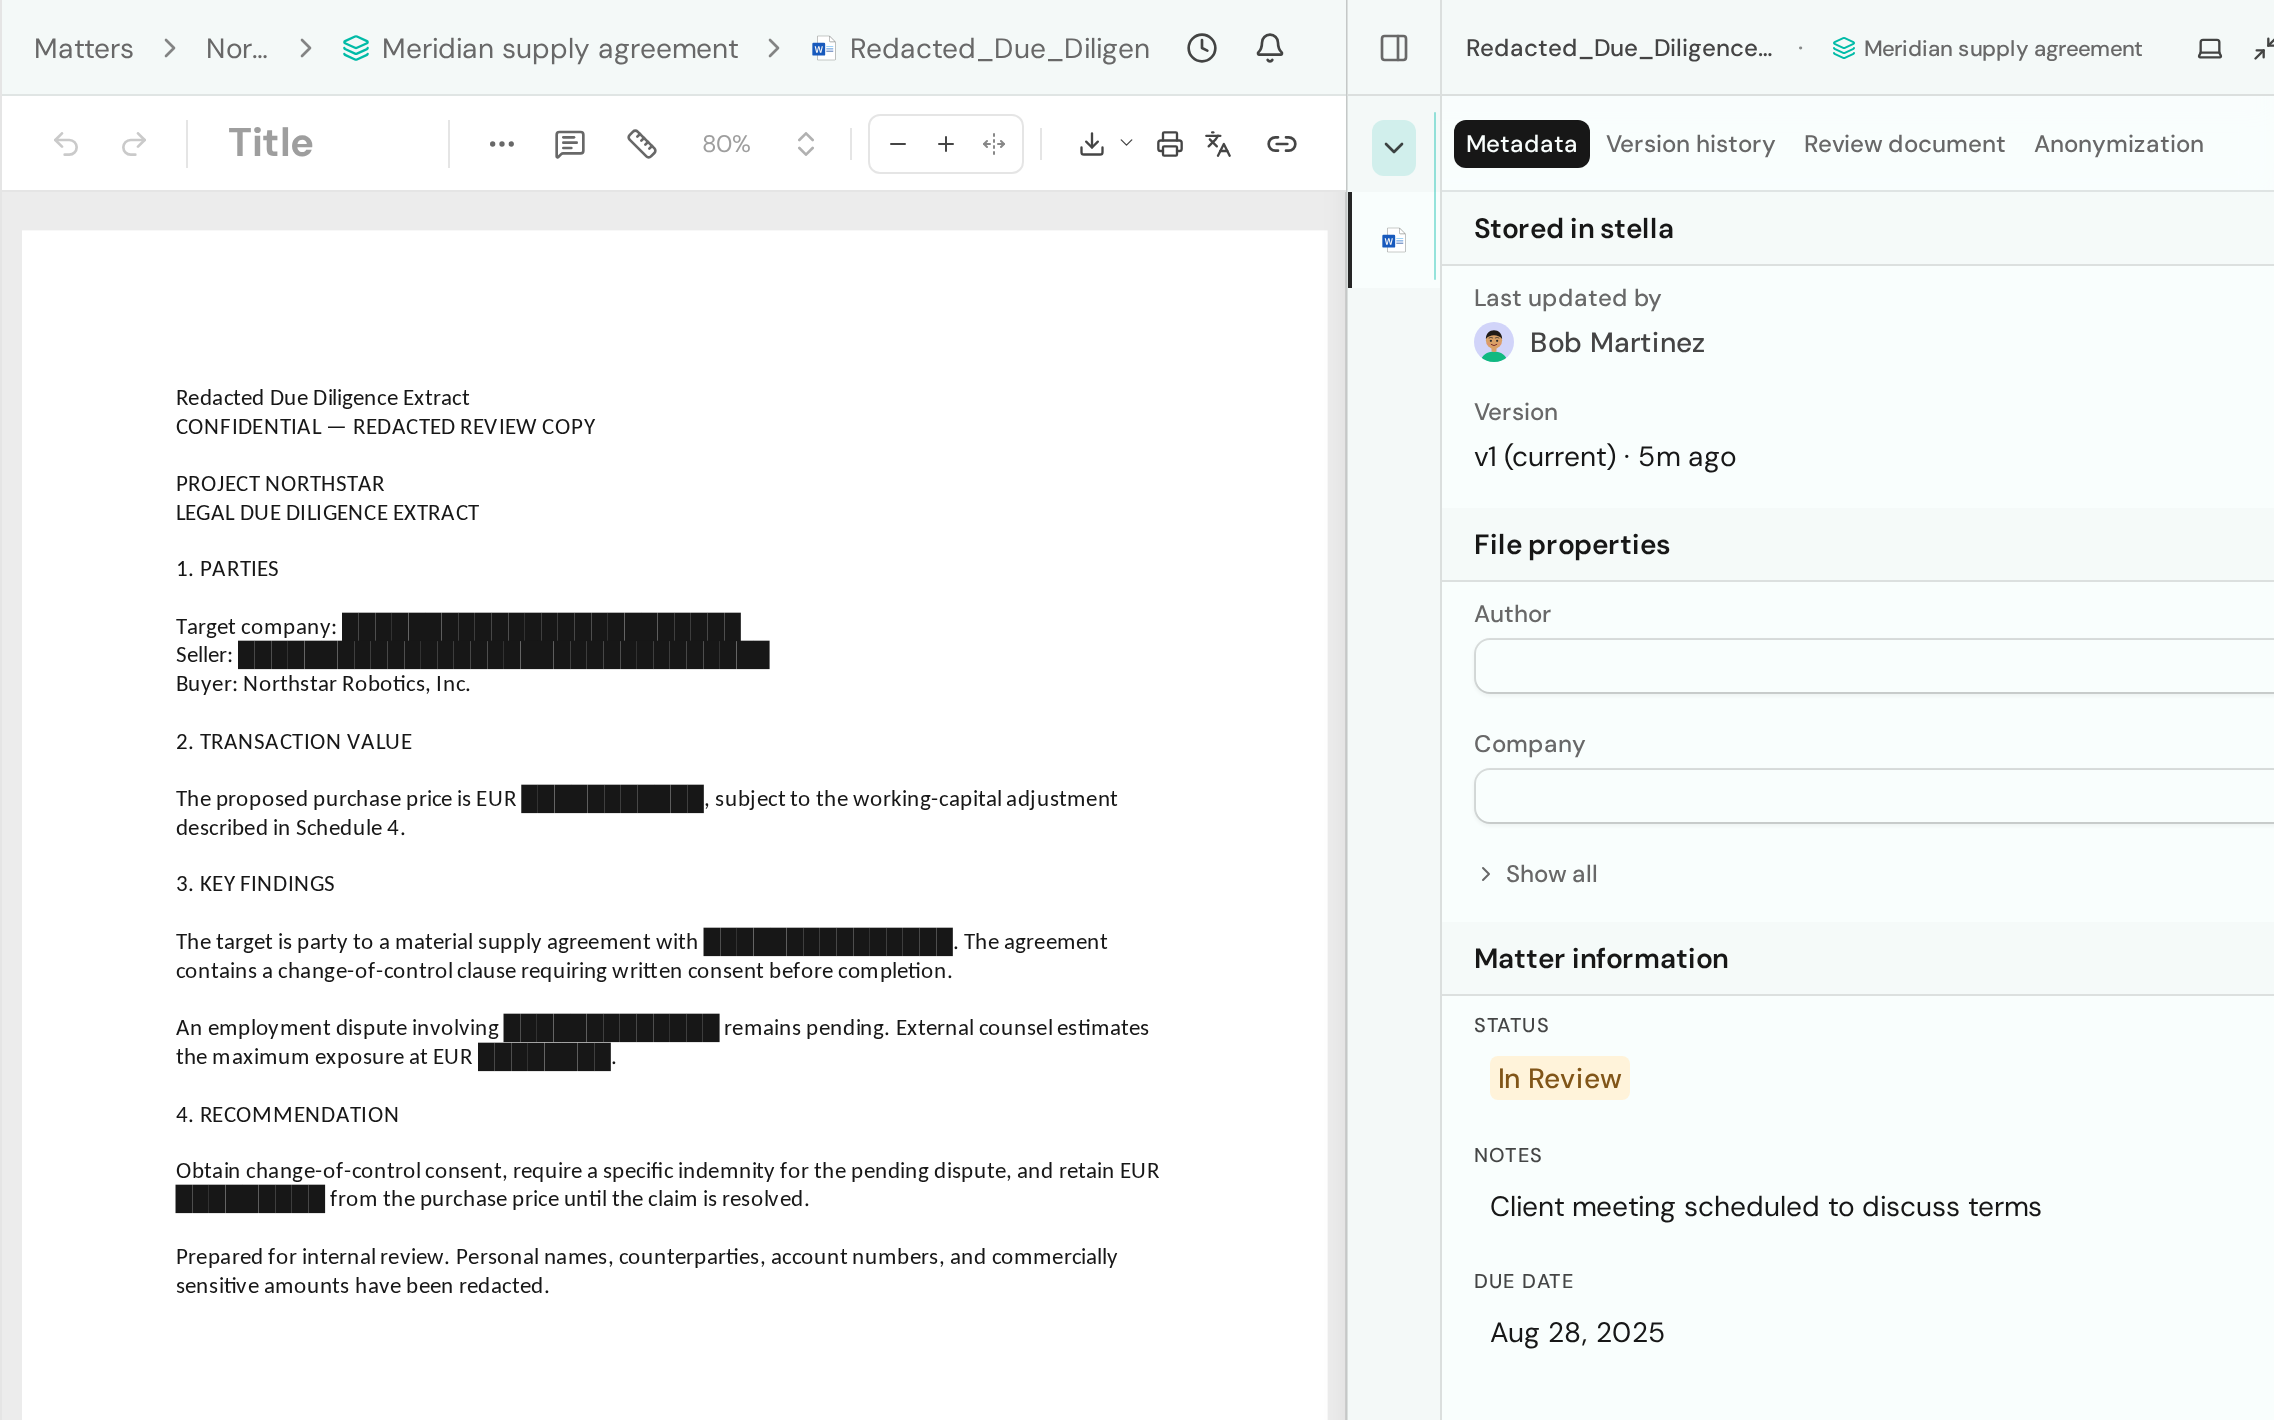 Matters > Nor... > Meridian supply agreement > Redacted_Due_Diligen
Title
80%
Redacted Due Diligence Extract
CONFIDENTIAL — REDACTED REVIEW COPY
PROJECT NORTHSTAR
LEGAL DUE DILIGENCE EXTRACT
1. PARTIES
Target company: ████████████████████████
Seller: ████████████████████████████████
Buyer: Northstar Robotics, Inc.
2. TRANSACTION VALUE
The proposed purchase price is EUR ███████████, subject to the working-capital adjustment
described in Schedule 4.
3. KEY FINDINGS
The target is party to a material supply agreement with ███████████████. The agreement
contains a change-of-control clause requiring written consent before completion.
An employment dispute involving █████████████ remains pending. External counsel estimates
the maximum exposure at EUR ████████.
4. RECOMMENDATION
Obtain change-of-control consent, require a specific indemnity for the pending dispute, and retain EUR
█████████ from the purchase price until the claim is resolved.
Prepared for internal review. Personal names, counterparties, account numbers, and commercially
sensitive amounts have been redacted.
Redacted_Due_Diligence... · Meridian supply agreement
Metadata Version history Review document Anonymization
Stored in stella
Last updated by
Bob Martinez
Version
v1 (current) · 5m ago
File properties
Author
Company
Show all
Matter information
STATUS
In Review
NOTES
Client meeting scheduled to discuss terms
DUE DATE
Aug 28, 2025